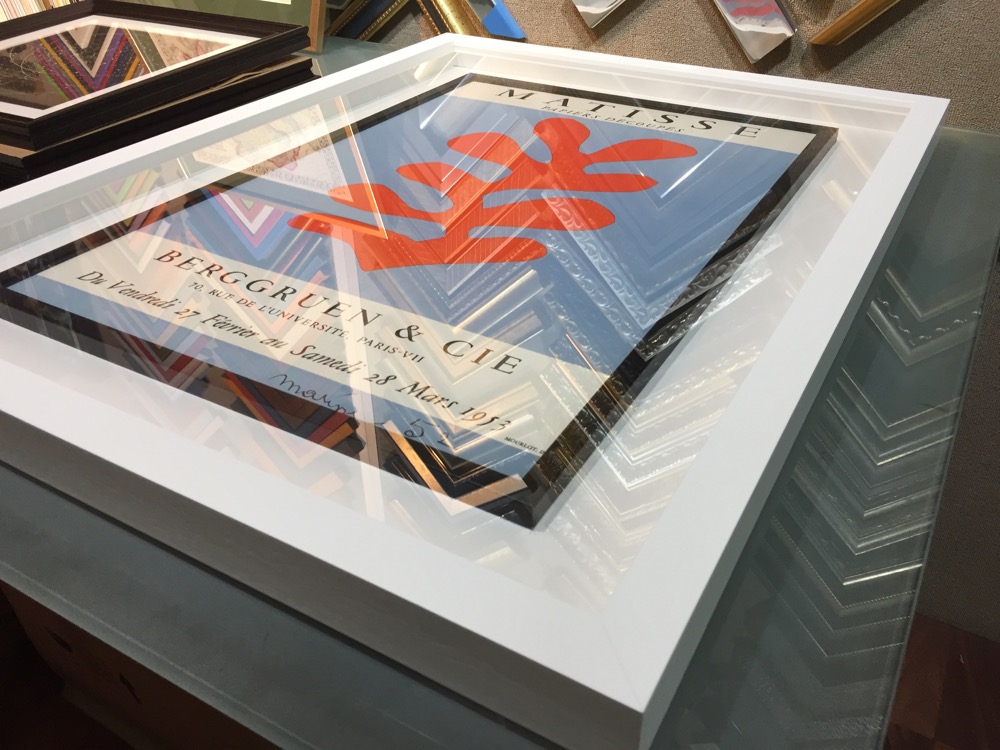 MATISSE
PAPIERS DÉCOUPÉS
BERGGRUEN & CIE
70, RUE DE L'UNIVERSITÉ, PARIS-VII
Du Vendredi 27 Février au Samedi 28 Mars 1953